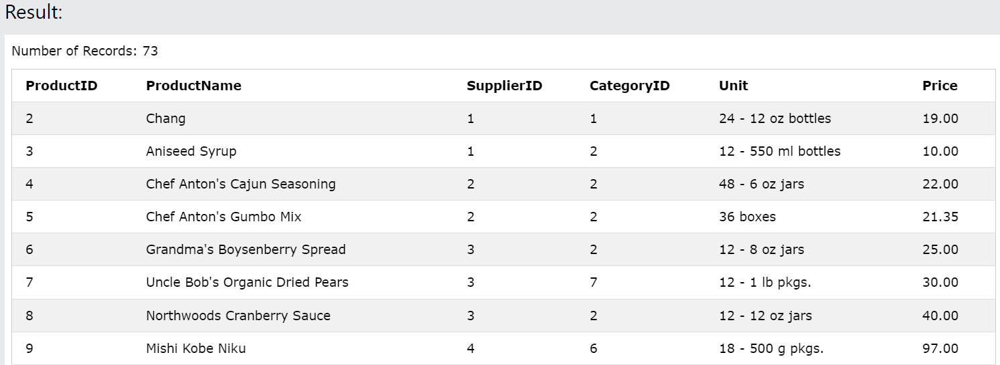 Result:
Number of Records: 73
ProductID ProductName SupplierID CategoryID Unit Price
2 Chang 1 1 24 - 12 oz bottles 19.00
3 Aniseed Syrup 1 2 12 - 550 ml bottles 10.00
4 Chef Anton's Cajun Seasoning 2 2 48 - 6 oz jars 22.00
5 Chef Anton's Gumbo Mix 2 2 36 boxes 21.35
6 Grandma's Boysenberry Spread 3 2 12 - 8 oz jars 25.00
7 Uncle Bob's Organic Dried Pears 3 7 12 - 1 lb pkgs. 30.00
8 Northwoods Cranberry Sauce 3 2 12 - 12 oz jars 40.00
9 Mishi Kobe Niku 4 6 18 - 500 g pkgs. 97.00